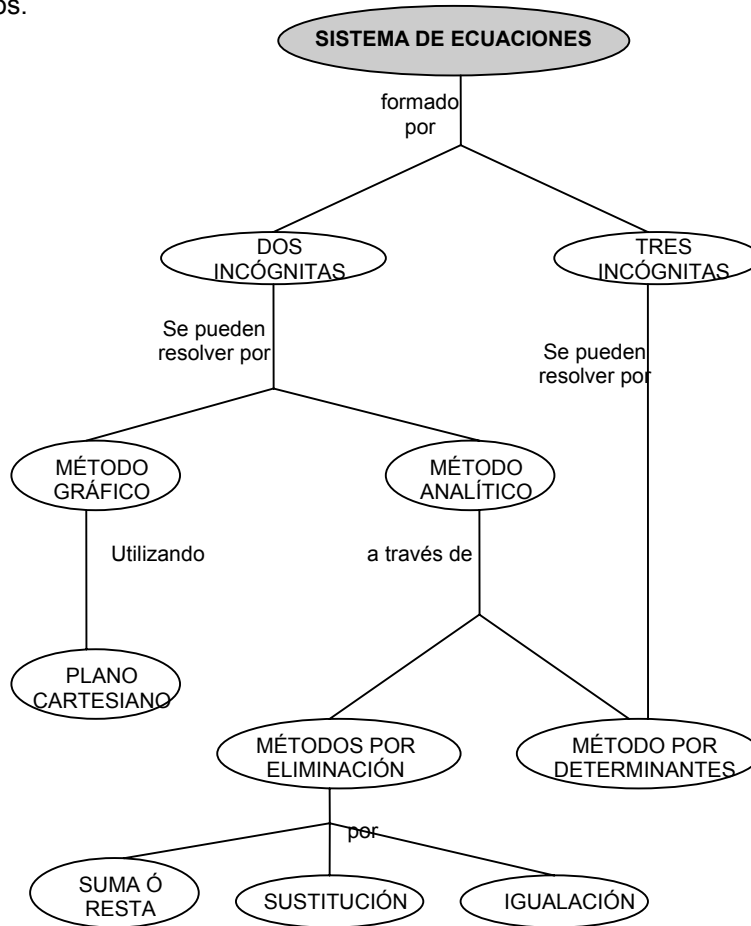 os.
SISTEMA DE ECUACIONES
formado
por
DOS
INCÓGNITAS
TRES
INCÓGNITAS
Se pueden
resolver por
Se pueden
resolver por
MÉTODO
GRÁFICO
MÉTODO
ANALÍTICO
Utilizando
a través de
PLANO
CARTESIANO
MÉTODOS POR
ELIMINACIÓN
MÉTODO POR
DETERMINANTES
por
SUMA Ó
RESTA
SUSTITUCIÓN
IGUALACIÓN